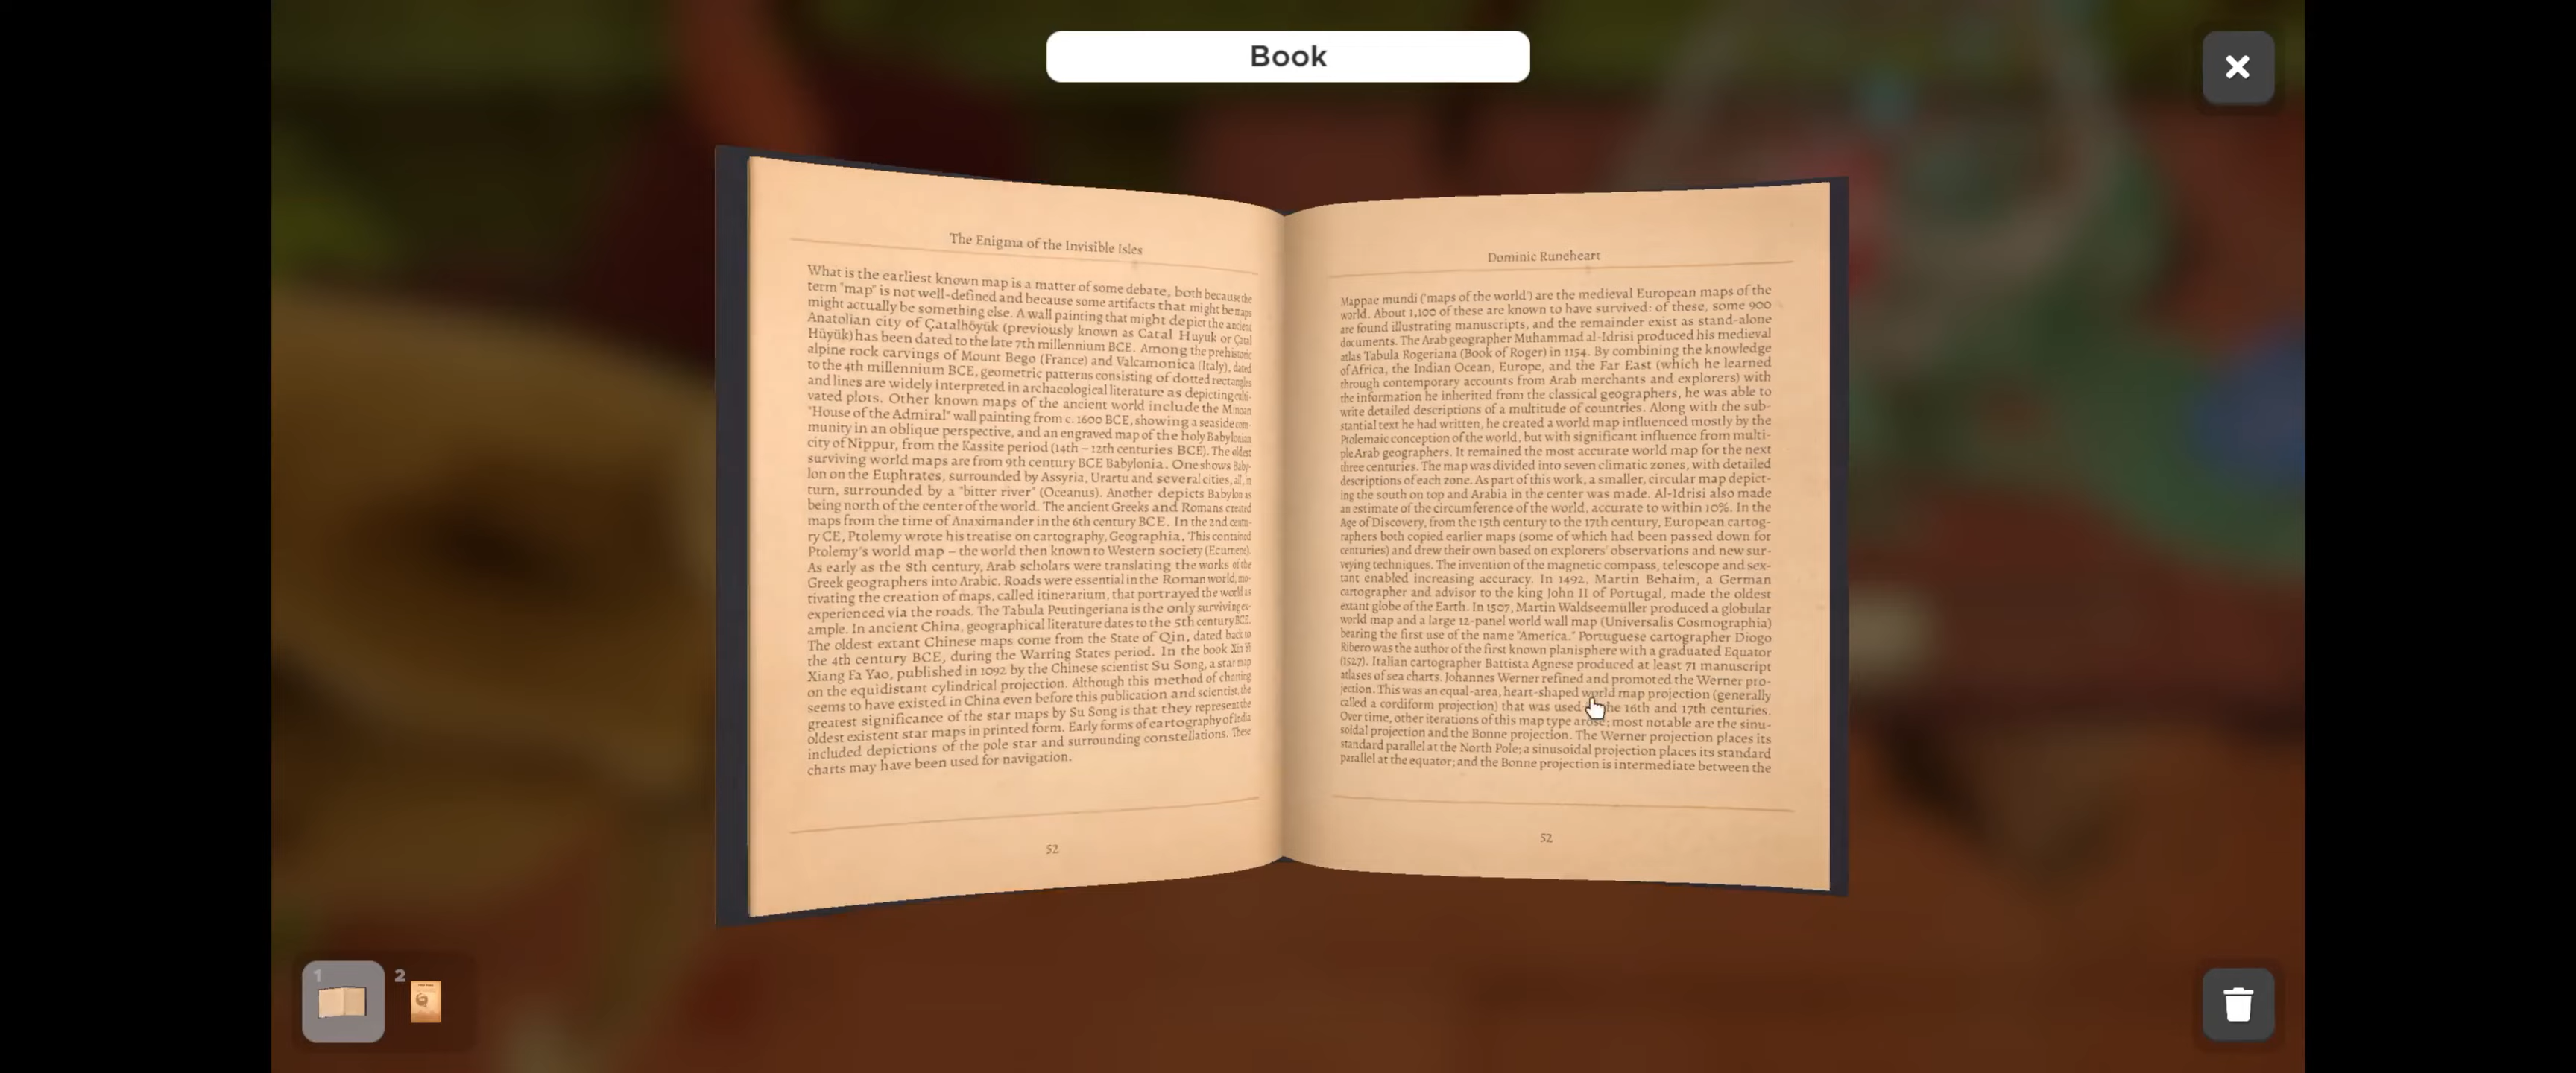 Book
The Enigma of the Invisible Isles
What is the earliest known map is a matter of some debate, both because the
term "map" is not well-defined and because some artifacts that might be maps
might actually be something else. A wall painting that might depict the ancient
Anatolian city of Çatalhöyük (previously known as Catal Huyuk or Çatal
Hüyük) has been dated to the late 7th millennium BCE. Among the prehistoric
alpine rock carvings of Mount Bego (France) and Valcamonica (Italy), dated
to the 4th millennium BCE, geometric patterns consisting of dotted rectangles
and lines are widely interpreted in archaeological literature as depicting culti-
vated plots. Other known maps of the ancient world include the Minoan
"House of the Admiral" wall painting from c. 1600 BCE, showing a seaside com-
munity in an oblique perspective, and an engraved map of the holy Babylonian
city of Nippur, from the Kassite period (14th – 12th centuries BCE). The oldest
surviving world maps are from 9th century BCE Babylonia. One shows Baby-
lon on the Euphrates, surrounded by Assyria, Urartu and several cities, all, in
turn, surrounded by a "bitter river" (Oceanus). Another depicts Babylon as
being north of the center of the world. The ancient Greeks and Romans created
maps from the time of Anaximander in the 6th century BCE. In the 2nd centu-
ry CE, Ptolemy wrote his treatise on cartography, Geographia. This contained
Ptolemy's world map – the world then known to Western society (Ecumene).
As early as the 8th century, Arab scholars were translating the works of the
Greek geographers into Arabic. Roads were essential in the Roman world, mo-
tivating the creation of maps, called itinerarium, that portrayed the world as
experienced via the roads. The Tabula Peutingeriana is the only surviving ex-
ample. In ancient China, geographical literature dates to the 5th century BCE.
The oldest extant Chinese maps come from the State of Qin, dated back to
the 4th century BCE, during the Warring States period. In the book Xin Yi
Xiang Fa Yao, published in 1092 by the Chinese scientist Su Song, a star map
on the equidistant cylindrical projection. Although this method of charting
seems to have existed in China even before this publication and scientist, the
greatest significance of the star maps by Su Song is that they represent the
oldest existent star maps in printed form. Early forms of cartography of India
included depictions of the pole star and surrounding constellations. These
charts may have been used for navigation.
52
Dominic Runeheart
Mappae mundi ('maps of the world') are the medieval European maps of the
world. About 1,100 of these are known to have survived: of these, some 900
are found illustrating manuscripts, and the remainder exist as stand-alone
documents. The Arab geographer Muhammad al-Idrisi produced his medieval
atlas Tabula Rogeriana (Book of Roger) in 1154. By combining the knowledge
of Africa, the Indian Ocean, Europe, and the Far East (which he learned
through contemporary accounts from Arab merchants and explorers) with
the information he inherited from the classical geographers, he was able to
write detailed descriptions of a multitude of countries. Along with the sub-
stantial text he had written, he created a world map influenced mostly by the
Ptolemaic conception of the world, but with significant influence from multi-
ple Arab geographers. It remained the most accurate world map for the next
three centuries. The map was divided into seven climatic zones, with detailed
descriptions of each zone. As part of this work, a smaller, circular map depict-
ing the south on top and Arabia in the center was made. Al-Idrisi also made
an estimate of the circumference of the world, accurate to within 10%. In the
Age of Discovery, from the 15th century to the 17th century, European cartog-
raphers both copied earlier maps (some of which had been passed down for
centuries) and drew their own based on explorers' observations and new sur-
veying techniques. The invention of the magnetic compass, telescope and sex-
tant enabled increasing accuracy. In 1492, Martin Behaim, a German
cartographer and advisor to the king John II of Portugal, made the oldest
extant globe of the Earth. In 1507, Martin Waldseemüller produced a globular
world map and a large 12-panel world wall map (Universalis Cosmographia)
bearing the first use of the name "America." Portuguese cartographer Diogo
Ribero was the author of the first known planisphere with a graduated Equator
(1527). Italian cartographer Battista Agnese produced at least 71 manuscript
atlases of sea charts. Johannes Werner refined and promoted the Werner pro-
jection. This was an equal-area, heart-shaped world map projection (generally
called a cordiform projection) that was used he 16th and 17th centuries.
Over time, other iterations of this map type arose; most notable are the sinu-
soidal projection and the Bonne projection. The Werner projection places its
standard parallel at the North Pole; a sinusoidal projection places its standard
parallel at the equator; and the Bonne projection is intermediate between the
52
1
2